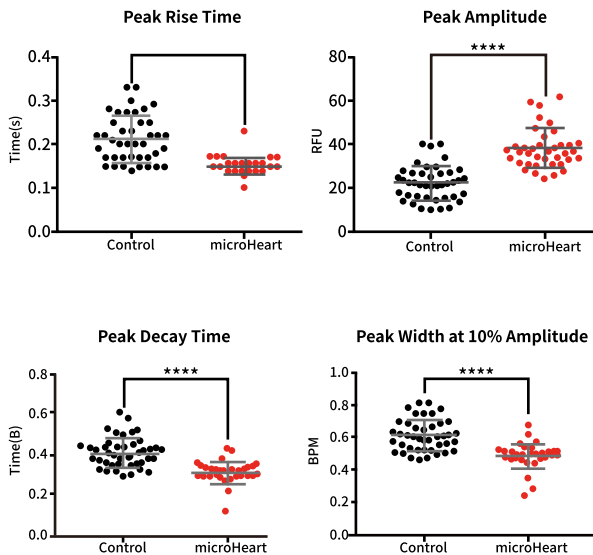 Peak Rise Time
0.4
0.3
0.2
0.1
0.0
Time(s)
Control
microHeart
Peak Amplitude
****
80
60
40
20
0
RFU
Control
microHeart
Peak Decay Time
****
0.8
0.6
0.4
0.2
0.0
Time(B)
Control
microHeart
Peak Width at 10% Amplitude
****
1.0
0.8
0.6
0.4
0.2
0.0
BPM
Control
microHeart